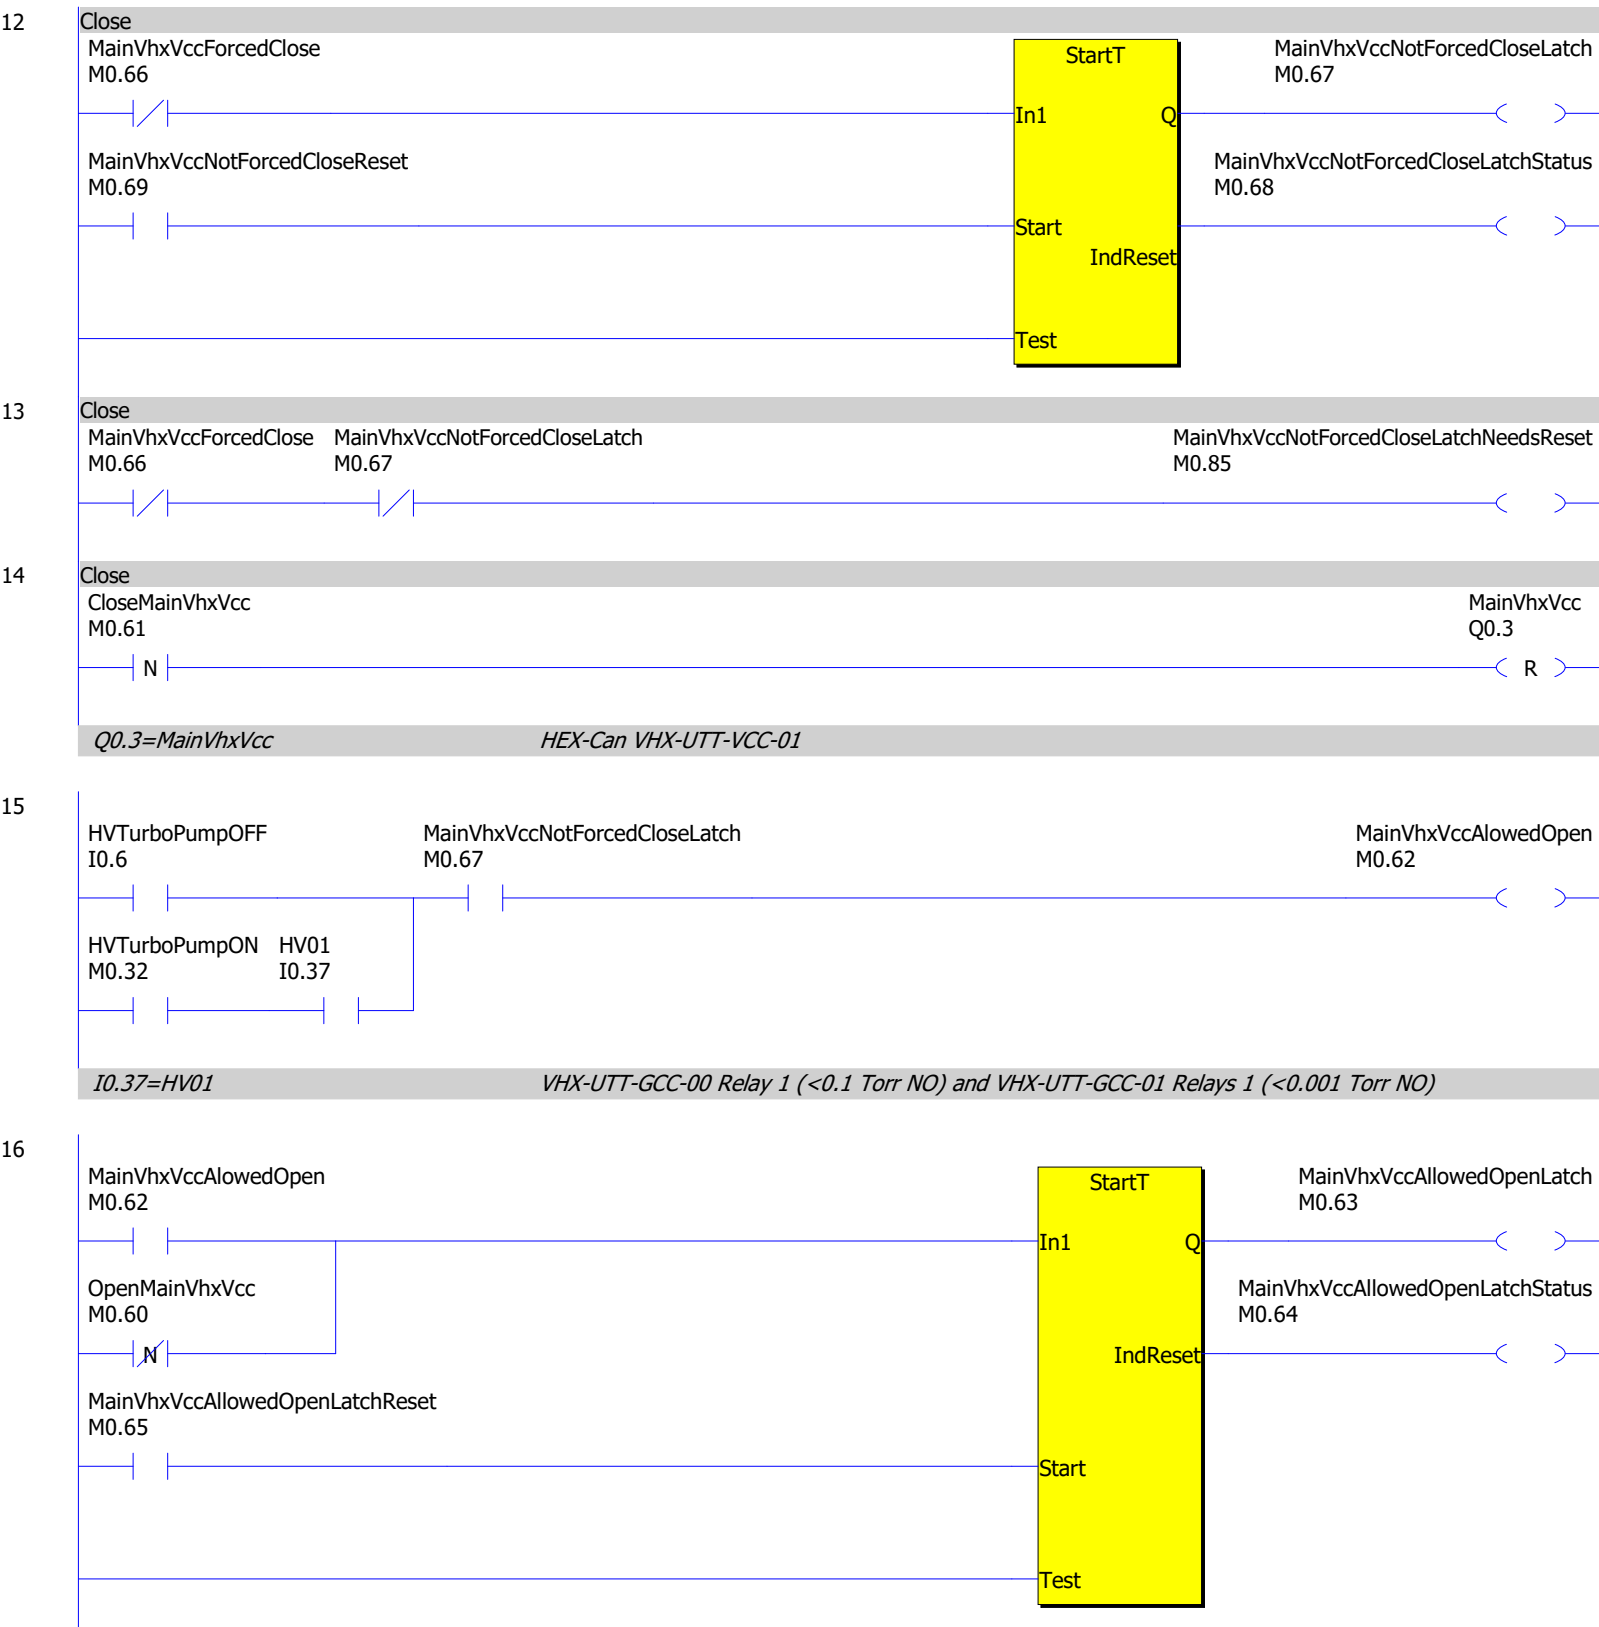 12
Close
MainVhxVccForcedClose
M0.66
StartT
MainVhxVccNotForcedCloseLatch
M0.67
In1
Q
MainVhxVccNotForcedCloseReset
M0.69
MainVhxVccNotForcedCloseLatchStatus
M0.68
Start
IndReset
Test
13
Close
MainVhxVccForcedClose MainVhxVccNotForcedCloseLatch MainVhxVccNotForcedCloseLatchNeedsReset
M0.66 M0.67 M0.85
14
Close
CloseMainVhxVcc MainVhxVcc
M0.61 Q0.3
N R
Q0.3=MainVhxVcc HEX-Can VHX-UTT-VCC-01
15
HVTurboPumpOFF MainVhxVccNotForcedCloseLatch MainVhxVccAlowedOpen
I0.6 M0.67 M0.62
HVTurboPumpON HV01
M0.32 I0.37
I0.37=HV01 VHX-UTT-GCC-00 Relay 1 (<0.1 Torr NO) and VHX-UTT-GCC-01 Relays 1 (<0.001 Torr NO)
16
MainVhxVccAlowedOpen
M0.62
StartT
MainVhxVccAllowedOpenLatch
M0.63
In1
Q
OpenMainVhxVcc
M0.60
N
MainVhxVccAllowedOpenLatchStatus
M0.64
IndReset
MainVhxVccAllowedOpenLatchReset
M0.65
Start
Test